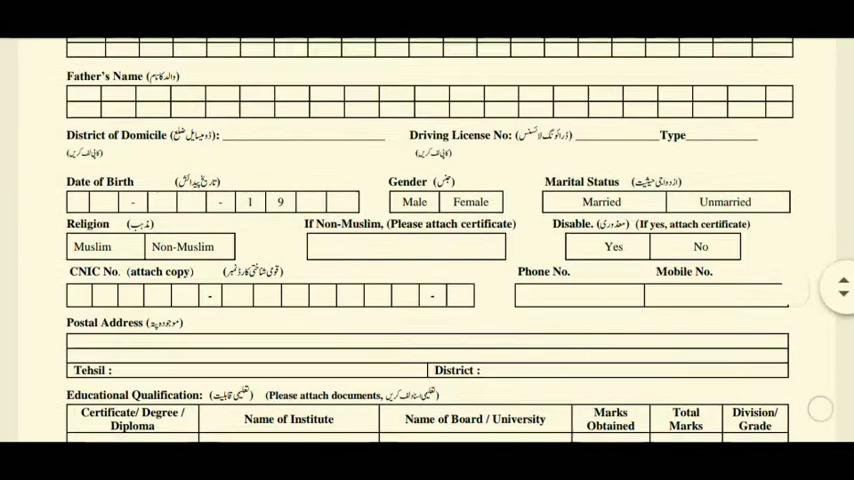 Father's Name (والد کا نام)
District of Domicile (ڈومیسائل ضلع): Driving License No: (ڈرائیونگ لائسنس) Type
(کاپی لف کریں) (کاپی لف کریں)
Date of Birth (تاریخ پیدائش) Gender (جنس) Marital Status (ازدواجی حیثیت)
- - 1 9 Male Female Married Unmarried
Religion (مذہب) If Non-Muslim, (Please attach certificate) Disable. (معذوری) (If yes, attach certificate)
Muslim Non-Muslim Yes No
CNIC No. (attach copy) (قومی شناختی کارڈ نمبر) Phone No. Mobile No.
- -
Postal Address (موجودہ پتہ)
Tehsil : District :
Educational Qualification: (تعلیمی قابلیت) (Please attach documents, تعلیمی اسناد لف کریں)
Certificate/ Degree / Diploma Name of Institute Name of Board / University Marks Obtained Total Marks Division/ Grade